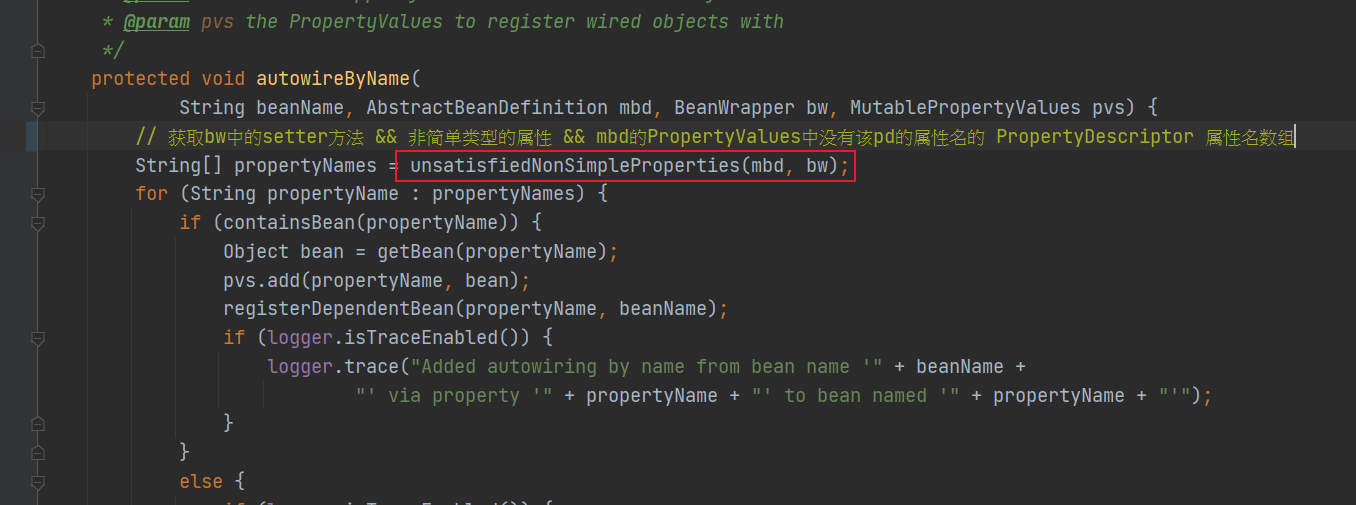 * @param pvs the PropertyValues to register wired objects with
*/
protected void autowireByName(
String beanName, AbstractBeanDefinition mbd, BeanWrapper bw, MutablePropertyValues pvs) {
// 获取bw中的setter方法 && 非简单类型的属性 && mbd的PropertyValues中没有该pd的属性名的 PropertyDescriptor 属性名数组
String[] propertyNames = unsatisfiedNonSimpleProperties(mbd, bw);
for (String propertyName : propertyNames) {
if (containsBean(propertyName)) {
Object bean = getBean(propertyName);
pvs.add(propertyName, bean);
registerDependentBean(propertyName, beanName);
if (logger.isTraceEnabled()) {
logger.trace("Added autowiring by name from bean name '" + beanName +
"' via property '" + propertyName + "' to bean named '" + propertyName + "'");
}
}
else {